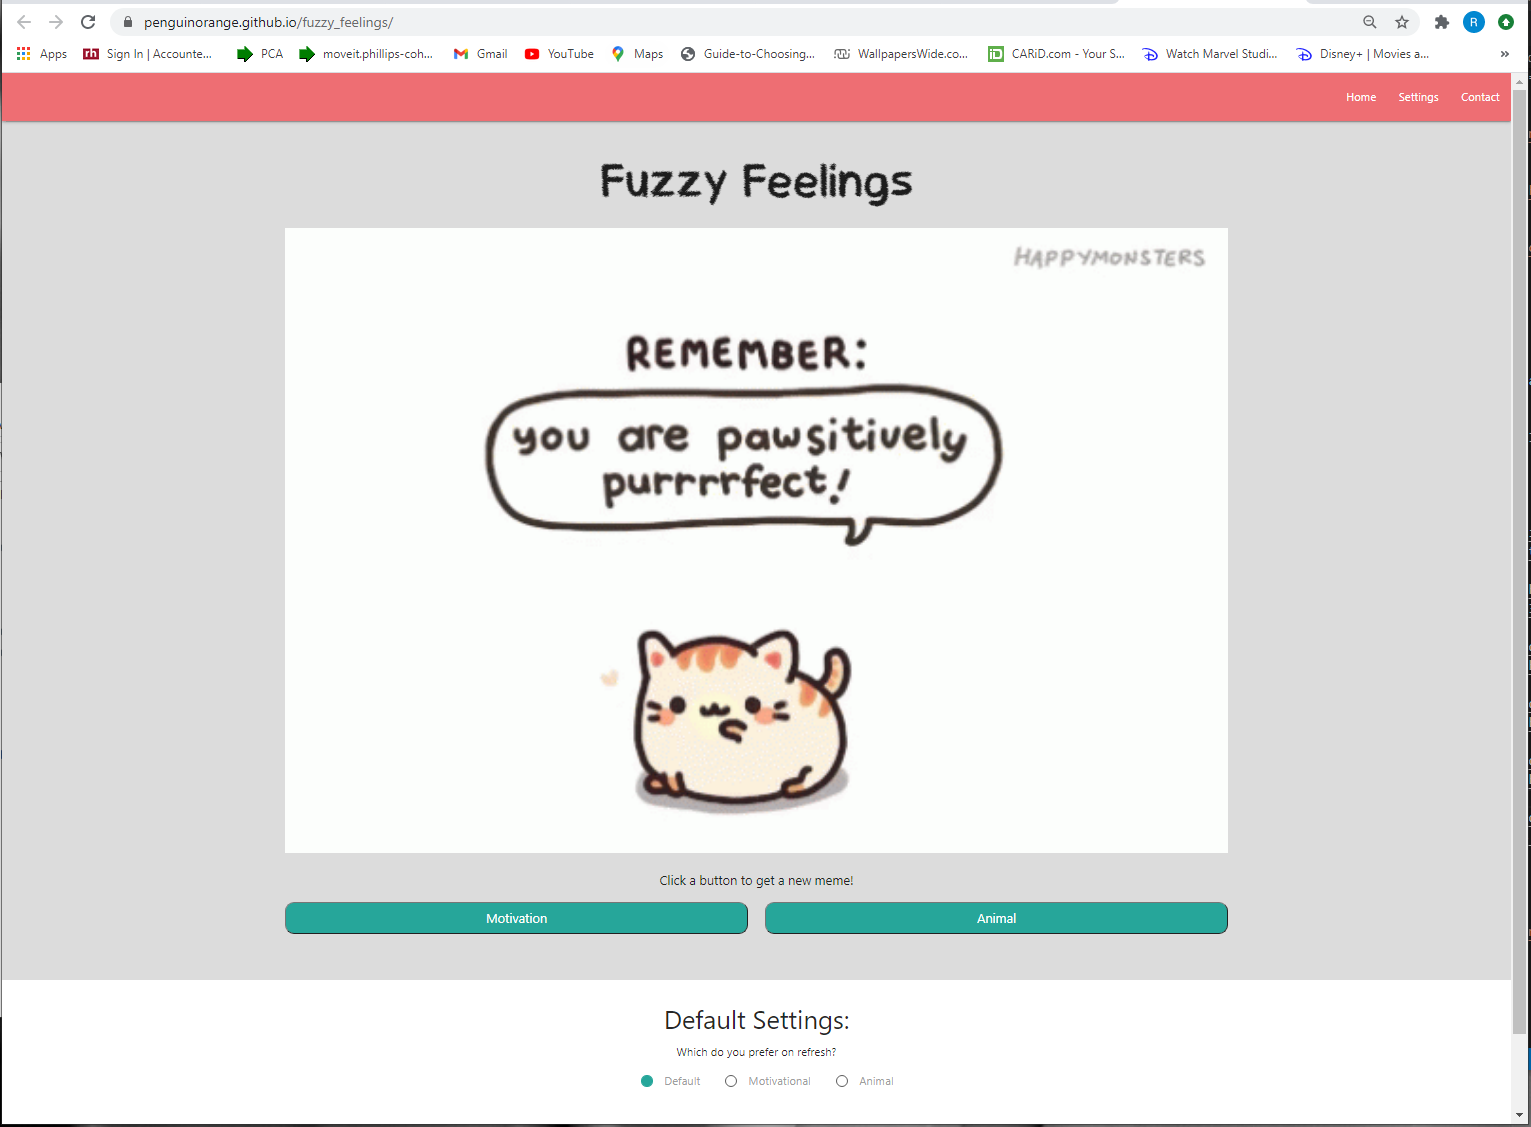 penguinorange.github.io/fuzzy_feelings/
R
Apps
rh
Sign In | Accounte...
PCA
moveit.phillips-coh...
Gmail
YouTube
Maps
Guide-to-Choosing...
WallpapersWide.co...
iD
CARiD.com - Your S...
Watch Marvel Studi...
Disney+ | Movies a...
»
Home
Settings
Contact
Fuzzy Feelings
HAPPYMONSTERS
REMEMBER:
you are pawsitively
purrrrfect!
Click a button to get a new meme!
Motivation
Animal
Default Settings:
Which do you prefer on refresh?
Default
Motivational
Animal